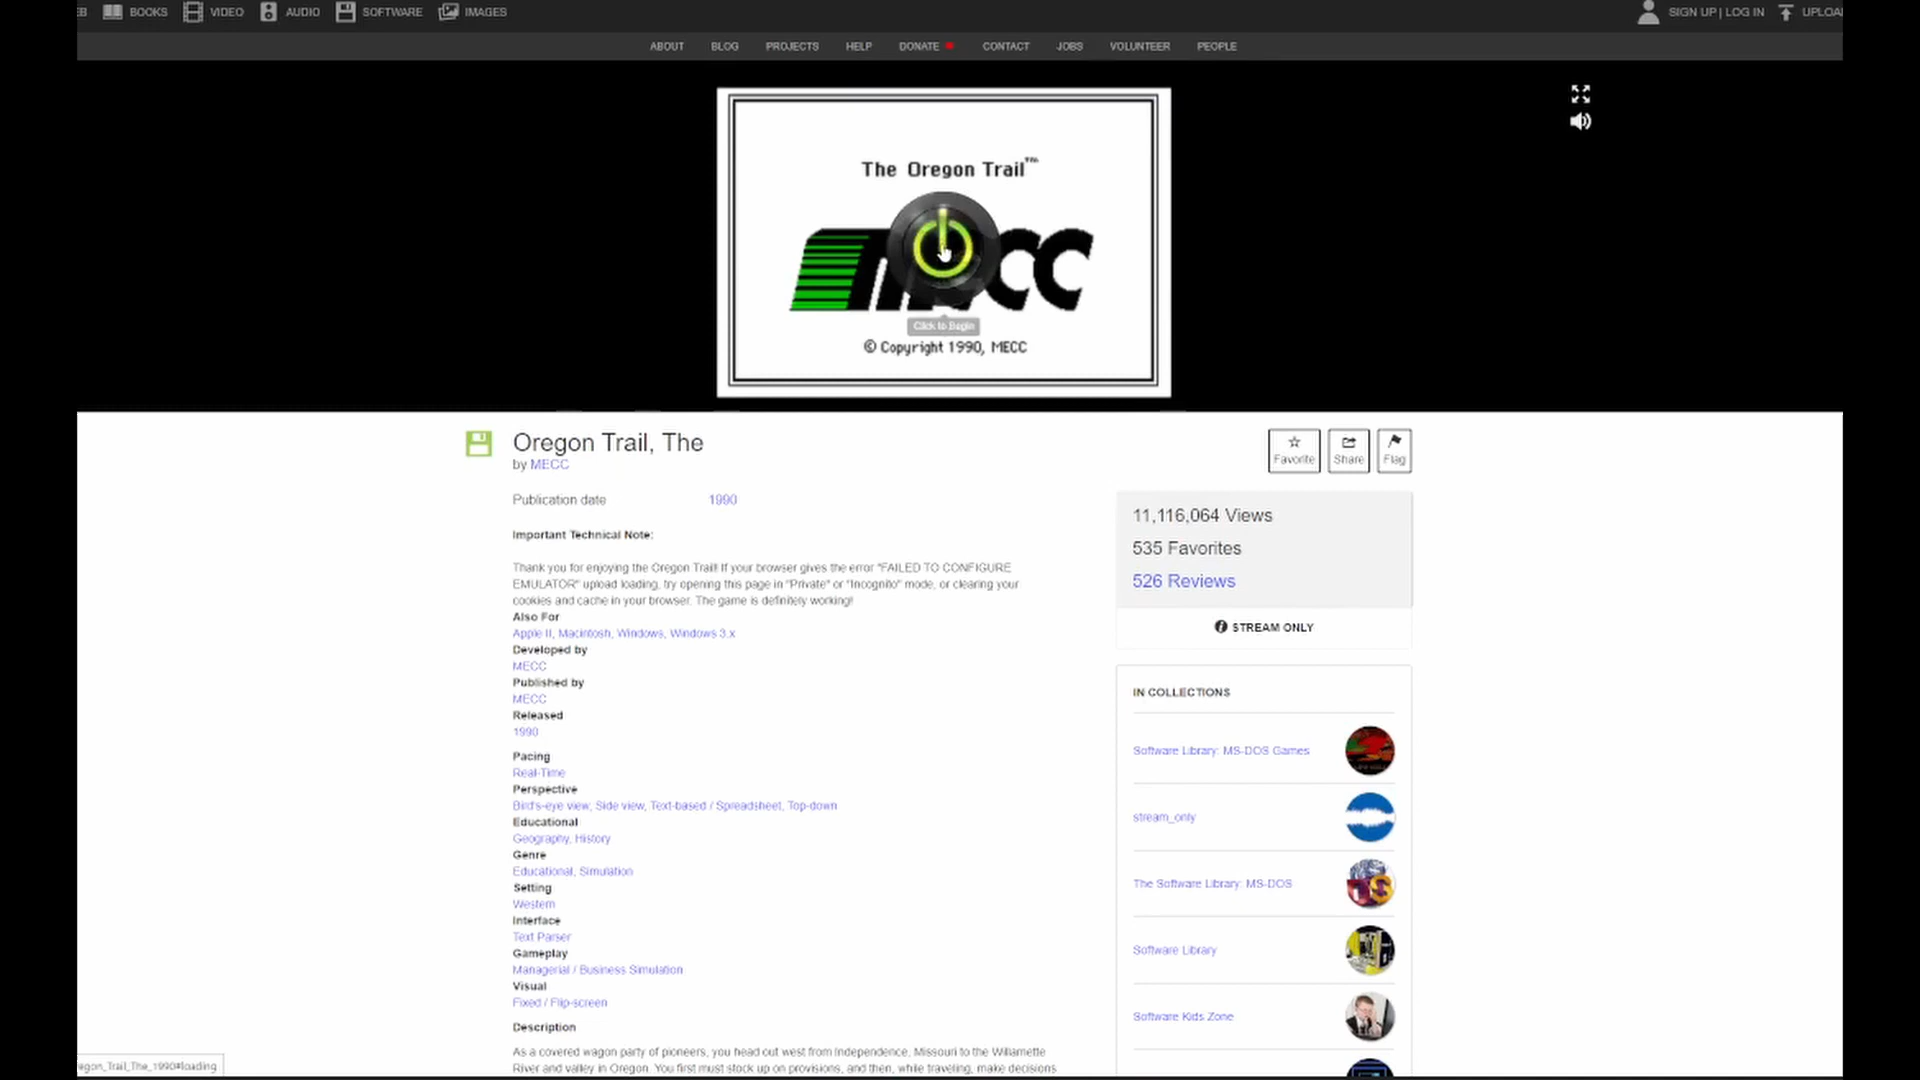 BOOKS VIDEO AUDIO SOFTWARE IMAGES SIGN UP | LOG IN
ABOUT BLOG PROJECTS HELP DONATE CONTACT JOBS VOLUNTEER PEOPLE
The Oregon Trail™
Click to Begin
© Copyright 1990, MECC
Oregon Trail, The
by MECC
Favorite Share Flag
Publication date 1990
11,116,064 Views
535 Favorites
526 Reviews
STREAM ONLY
Important Technical Note:
Thank you for enjoying the Oregon Trail! If your browser gives the error "FAILED TO CONFIGURE
EMULATOR" upload loading, try opening this page in "Private" or "Incognito" mode, or clearing your
cookies and cache in your browser. The game is definitely working!
Also For
Apple II, Macintosh, Windows, Windows 3.x
Developed by
MECC
Published by
MECC
Released
1990
Pacing
Real-Time
Perspective
Bird's-eye view, Side view, Text-based / Spreadsheet, Top-down
Educational
Geography, History
Genre
Educational, Simulation
Setting
Western
Interface
Text Parser
Gameplay
Managerial / Business Simulation
Visual
Fixed / Flip-screen
Description
As a covered wagon party of pioneers, you head out west from Independence, Missouri to the Willamette
River and valley in Oregon. You first must stock up on provisions, and then, while traveling, make decisions
IN COLLECTIONS
Software Library: MS-DOS Games
stream_only
The Software Library: MS-DOS
Software Library
Software Kids Zone
egon_Trail_The_1990#loading